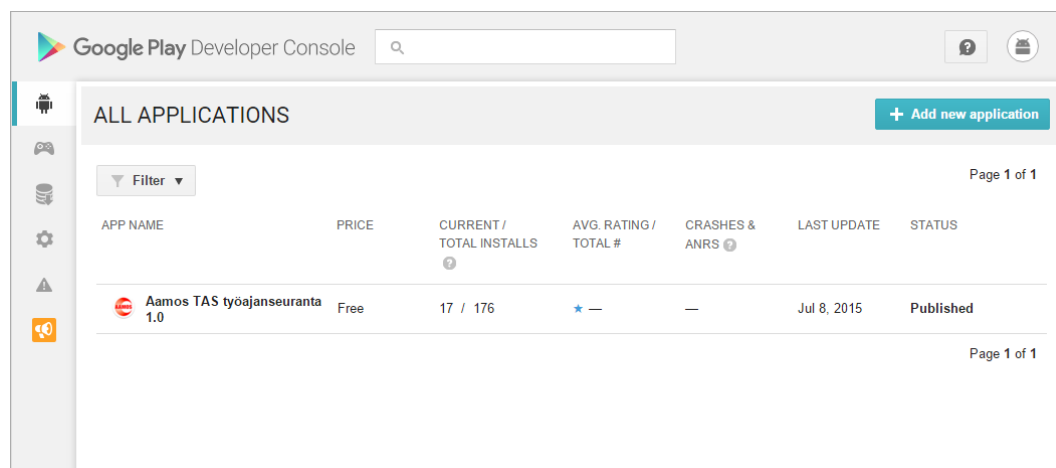 Google Play Developer Console
ALL APPLICATIONS
+ Add new application
Filter ▼
Page 1 of 1
APP NAME PRICE CURRENT / AVG. RATING / CRASHES & LAST UPDATE STATUS
TOTAL INSTALLS TOTAL # ANRS ?
?
Aamos TAS työajanseuranta
1.0 Free 17 / 176 ★ — — Jul 8, 2015 Published
Page 1 of 1